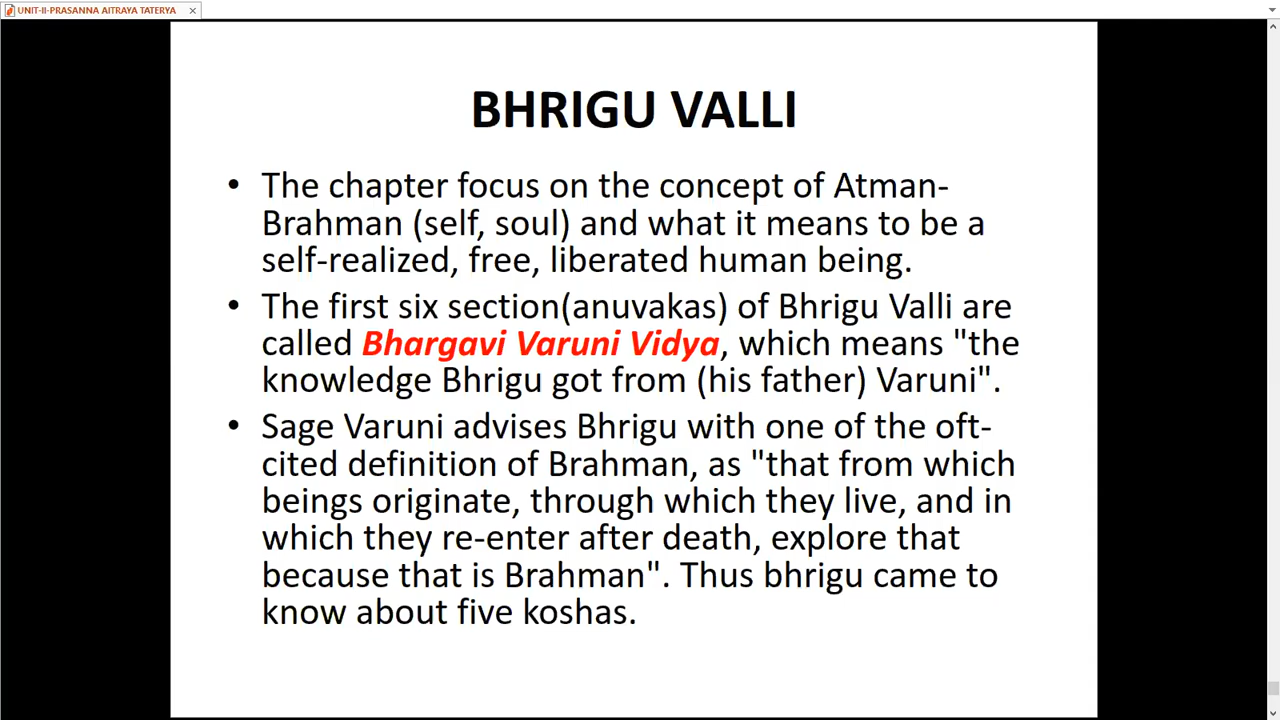 UNIT-II-PRASANNA AITRAYA TATERYA
BHRIGU VALLI
• The chapter focus on the concept of Atman-
Brahman (self, soul) and what it means to be a
self-realized, free, liberated human being.
• The first six section(anuvakas) of Bhrigu Valli are
called Bhargavi Varuni Vidya, which means "the
knowledge Bhrigu got from (his father) Varuni".
• Sage Varuni advises Bhrigu with one of the oft-
cited definition of Brahman, as "that from which
beings originate, through which they live, and in
which they re-enter after death, explore that
because that is Brahman". Thus bhrigu came to
know about five koshas.